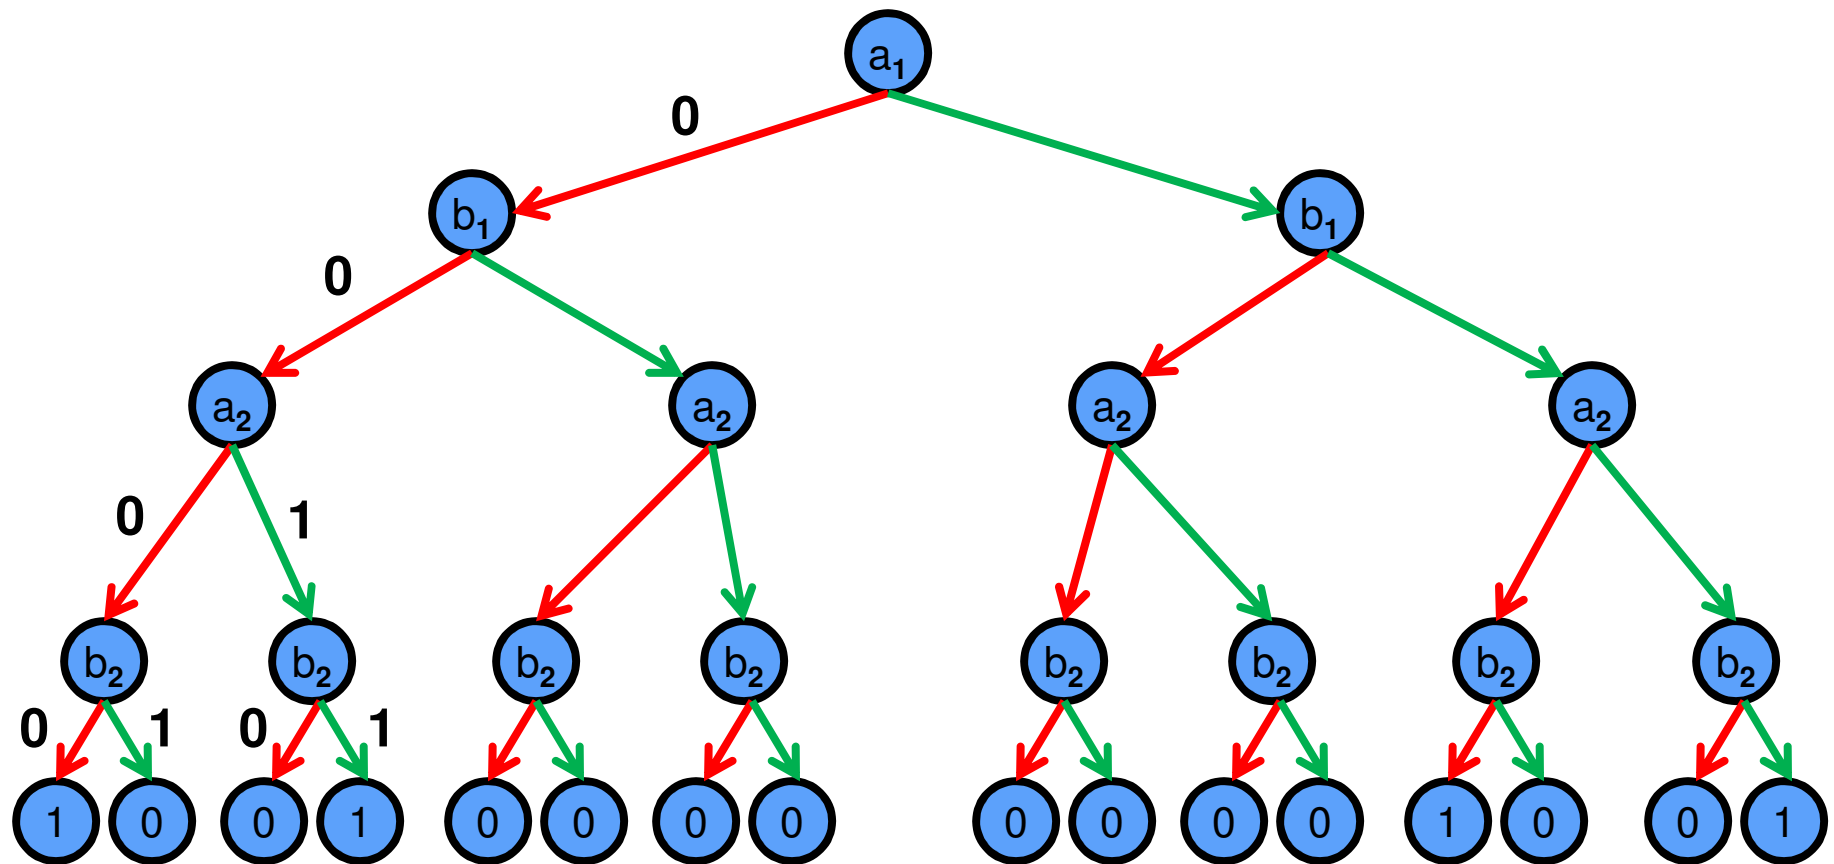 a₁
0
b₁ b₁
0
a₂ a₂ a₂ a₂
0 1
b₂ b₂ b₂ b₂ b₂ b₂ b₂ b₂
0 1 0 1
1 0 0 1 0 0 0 0 0 0 0 0 1 0 0 1